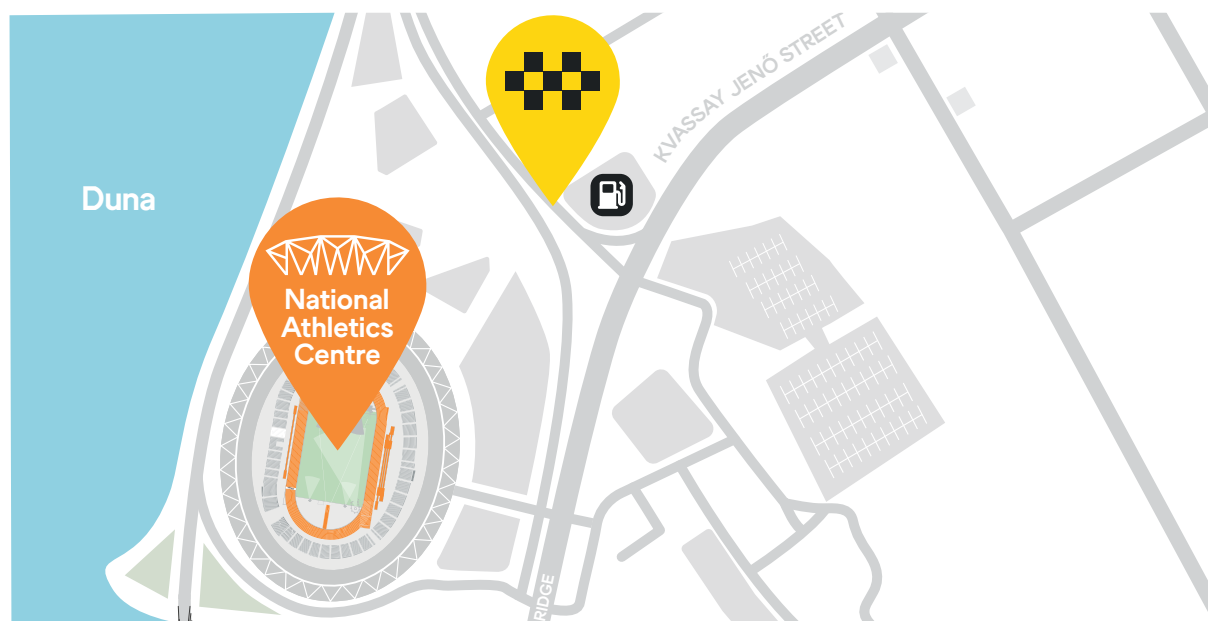 KVASSAY JENŐ STREET
Duna
National
Athletics
Centre
RIDGE